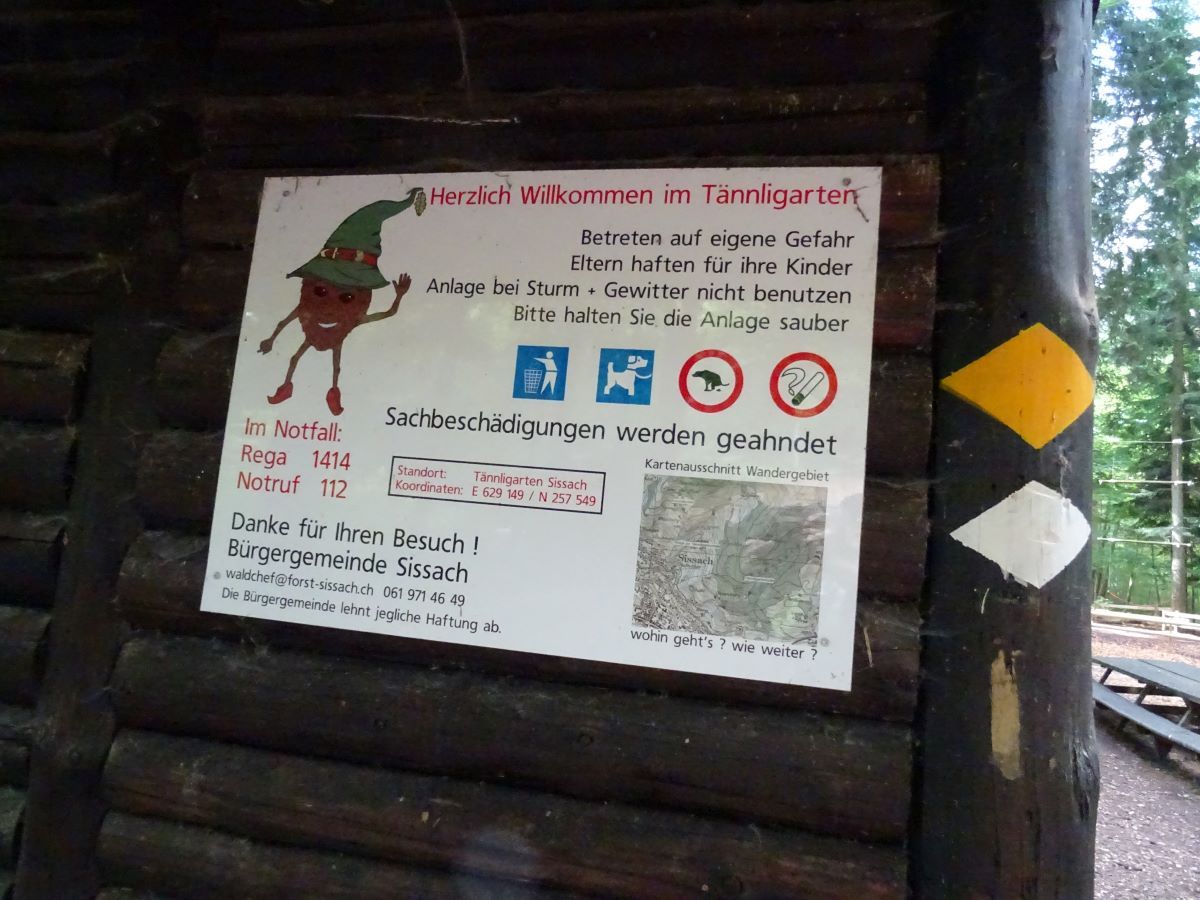 Herzlich Willkommen im Tännligarten
Betreten auf eigene Gefahr
Eltern haften für ihre Kinder
Anlage bei Sturm + Gewitter nicht benutzen
Bitte halten Sie die Anlage sauber
Sachbeschädigungen werden geahndet
Im Notfall:
Rega 1414
Notruf 112
Standort: Tännligarten Sissach
Koordinaten: E 629 149 / N 257 549
Kartenausschnitt Wandergebiet
Sissach
wohin geht's ? wie weiter ?
Danke für Ihren Besuch !
Bürgergemeinde Sissach
waldchef@forst-sissach.ch 061 971 46 49
Die Bürgergemeinde lehnt jegliche Haftung ab.